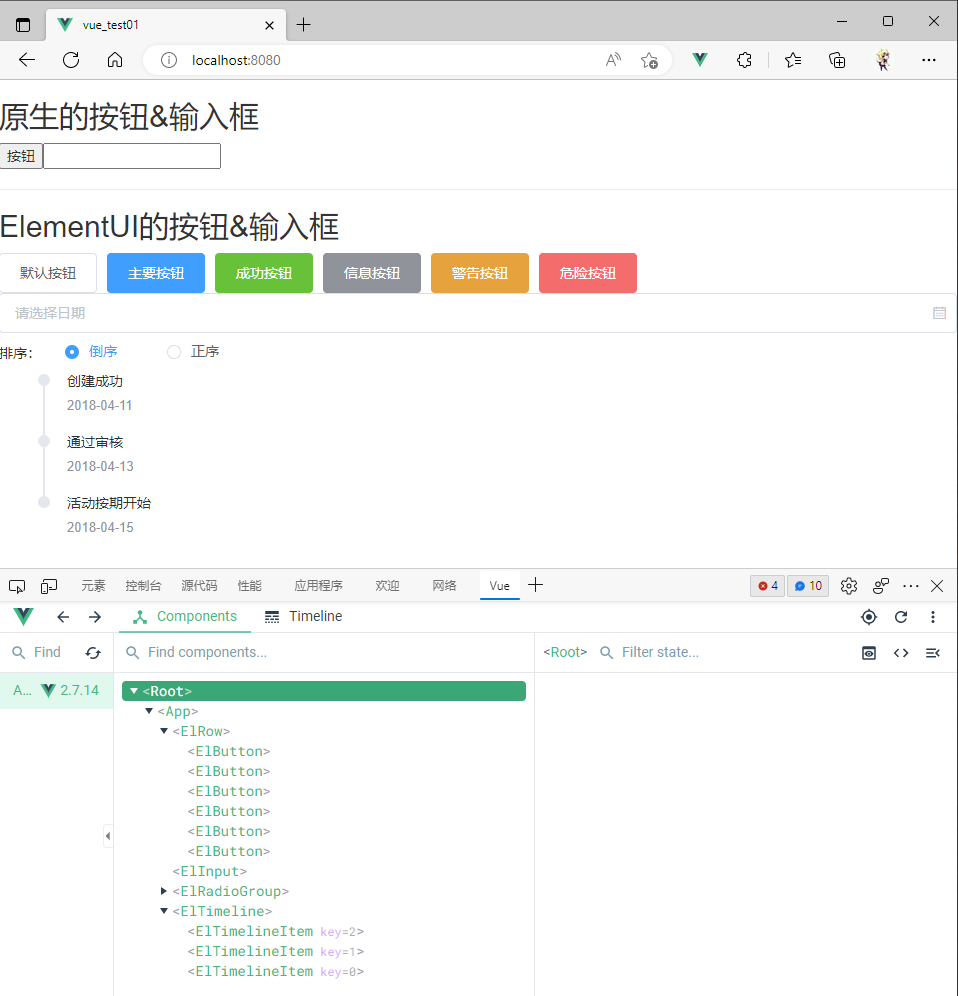 vue_test01
localhost:8080
原生的按钮&输入框
按钮
ElementUI的按钮&输入框
默认按钮 主要按钮 成功按钮 信息按钮 警告按钮 危险按钮
请选择日期
排序： 倒序 正序
创建成功
2018-04-11
通过审核
2018-04-13
活动按期开始
2018-04-15
元素 控制台 源代码 性能 应用程序 欢迎 网络 Vue 4 10
Components Timeline
Find Find components... <Root> Filter state...
A... 2.7.14 <Root>
<App>
<ElRow>
<ElButton>
<ElButton>
<ElButton>
<ElButton>
<ElButton>
<ElButton>
<ElInput>
<ElRadioGroup>
<ElTimeline>
<ElTimelineItem key=2>
<ElTimelineItem key=1>
<ElTimelineItem key=0>